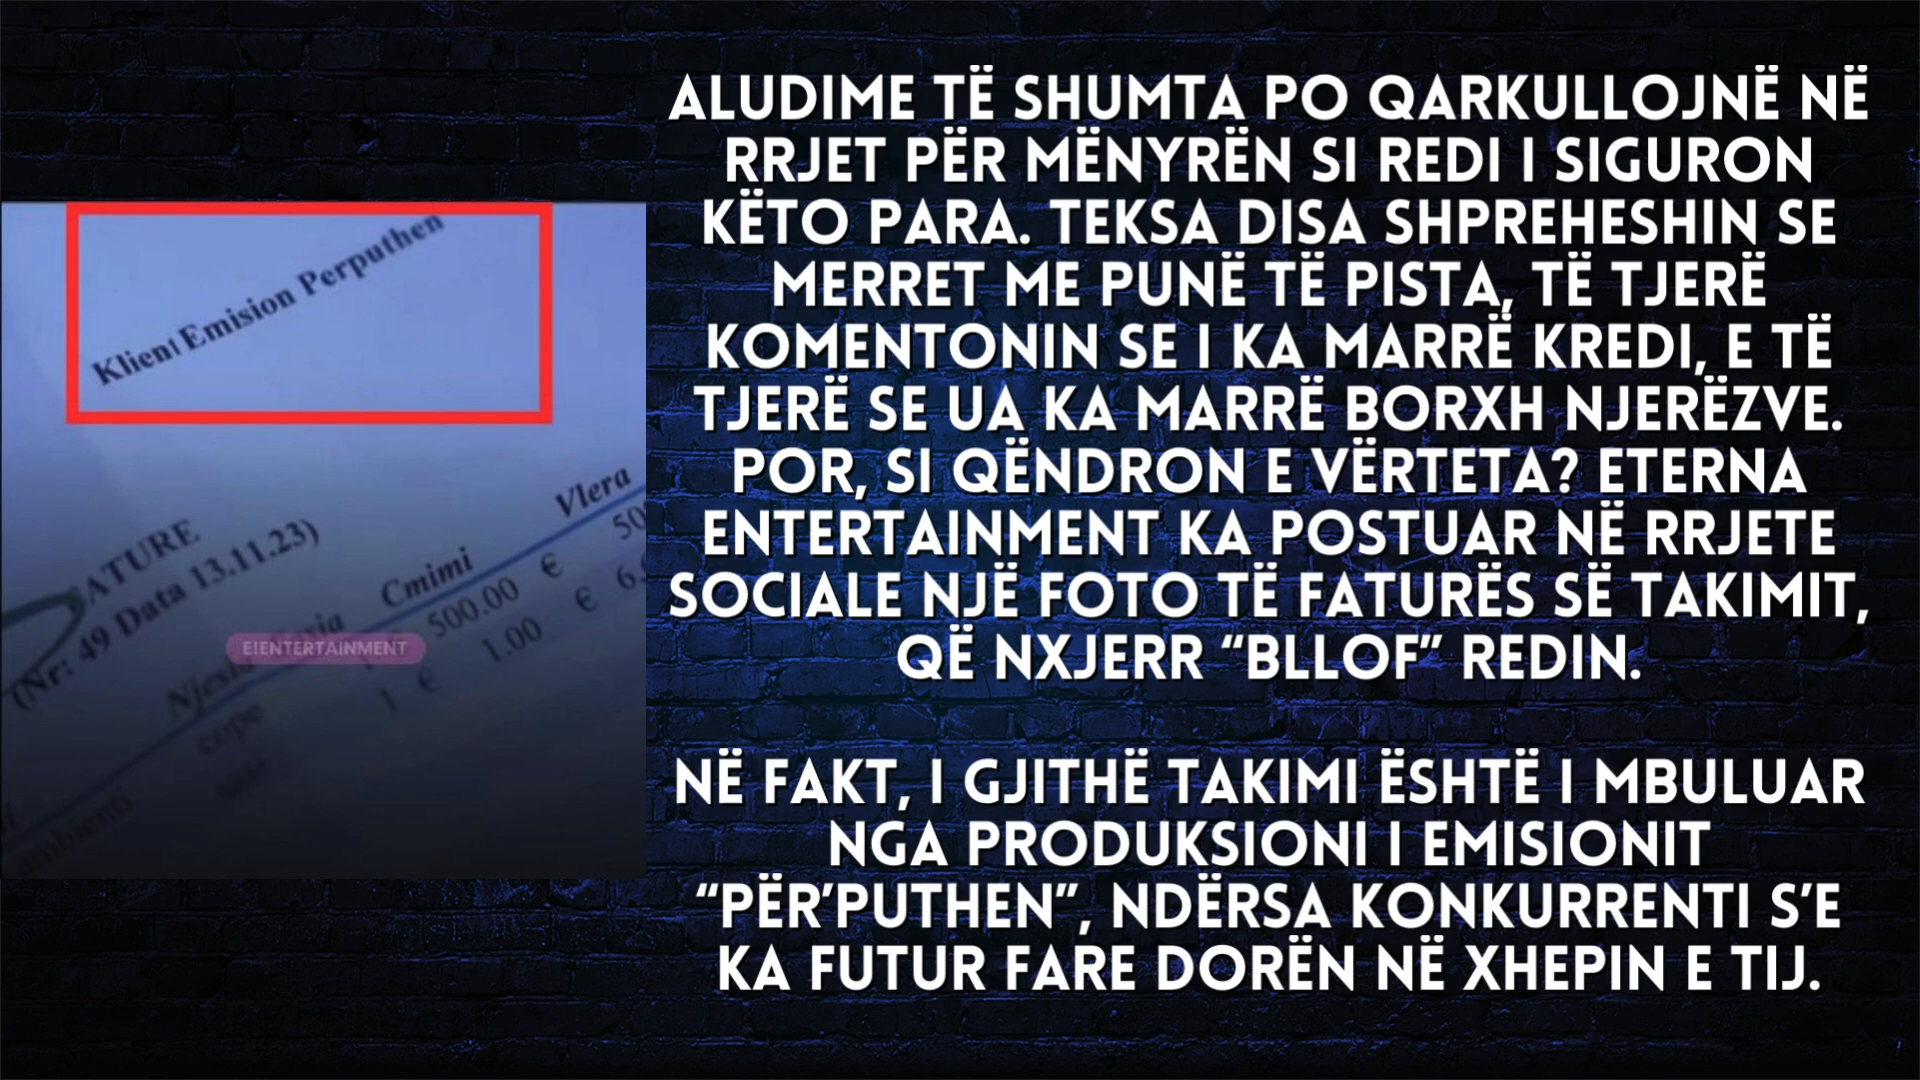 Klient Emision Perputhen
ATURE
(Nr: 49 Data 13.11.23)
Cmimi
Vlera
500.00 €
50
1.00 €
1 €
cope
E!ENTERTAINMENT
ALUDIME TË SHUMTA PO QARKULLOJNË NË
RRJET PËR MËNYRËN SI REDI I SIGURON
KËTO PARA. TEKSA DISA SHPREHESHIN SE
MERRET ME PUNË TË PISTA, TË TJERË
KOMENTONIN SE I KA MARRË KREDI, E TË
TJERË SE UA KA MARRË BORXH NJERËZVE.
POR, SI QËNDRON E VËRTETA? ETERNA
ENTERTAINMENT KA POSTUAR NË RRJETE
SOCIALE NJË FOTO TË FATURËS SË TAKIMIT,
QË NXJERR “BLLOF” REDIN.
NË FAKT, I GJITHË TAKIMI ËSHTË I MBULUAR
NGA PRODUKSIONI I EMISIONIT
“PËR’PUTHEN”, NDËRSA KONKURRENTI S’E
KA FUTUR FARE DORËN NË XHEPIN E TIJ.